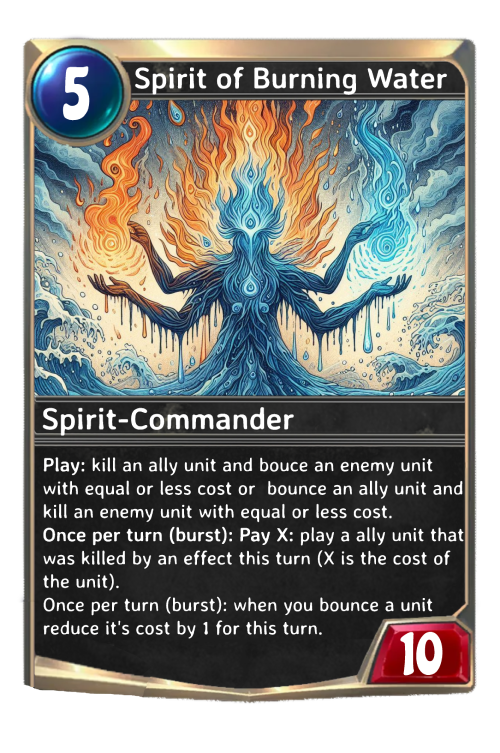 5
Spirit of Burning Water
Spirit-Commander
Play: kill an ally unit and bouce an enemy unit
with equal or less cost or bounce an ally unit and
kill an enemy unit with equal or less cost.
Once per turn (burst): Pay X: play a ally unit that
was killed by an effect this turn (X is the cost of
the unit).
Once per turn (burst): when you bounce a unit
reduce it's cost by 1 for this turn.
10